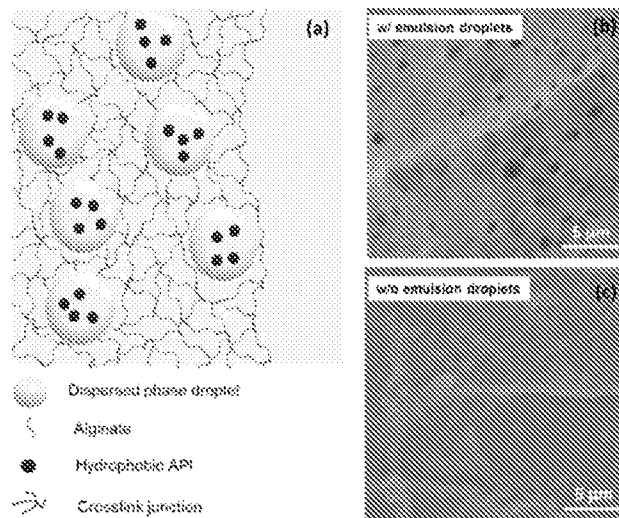 (a)
Dispersed phase droplet
Alginate
Hydrophobic API
Crosslink junction
w/ emulsion droplets
(b)
5 µm
w/o emulsion droplets
(c)
5 µm